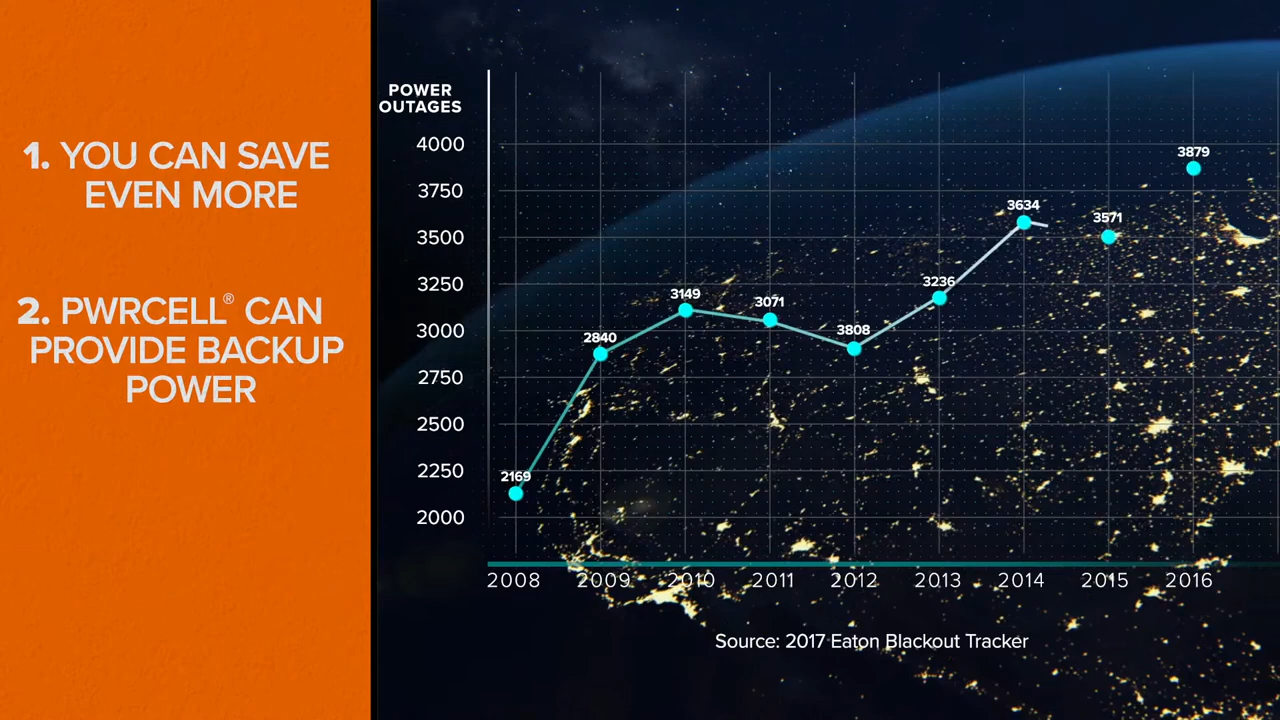 1. YOU CAN SAVE
EVEN MORE
2. PWRCELL® CAN
PROVIDE BACKUP
POWER
POWER
OUTAGES
4000
3750
3500
3250
3000
2750
2500
2250
2000
2169
2840
3149
3071
3808
3236
3634
3571
3879
2008 2009 2010 2011 2012 2013 2014 2015 2016
Source: 2017 Eaton Blackout Tracker